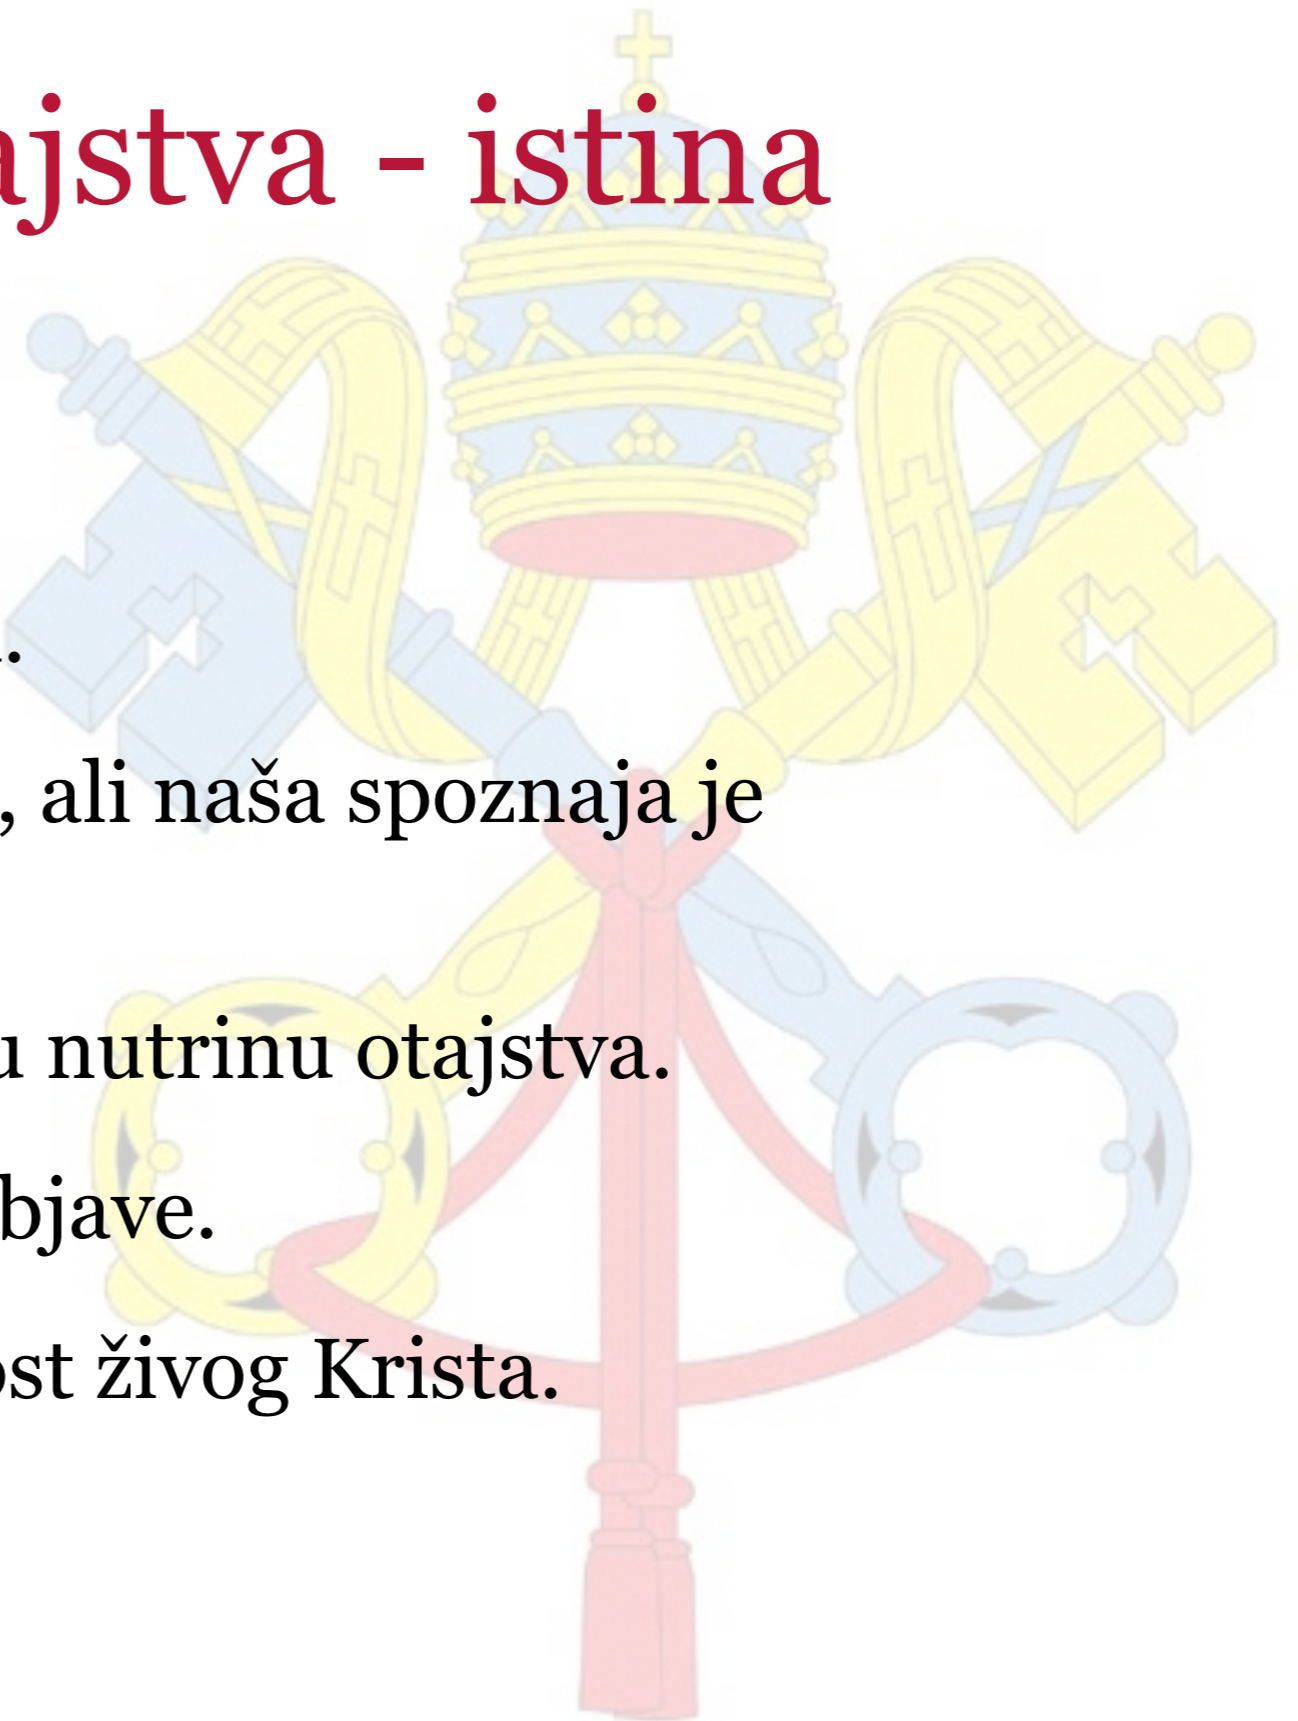 ajstva - istina
.
, ali naša spoznaja je
u nutrinu otajstva.
bjave.
ost živog Krista.